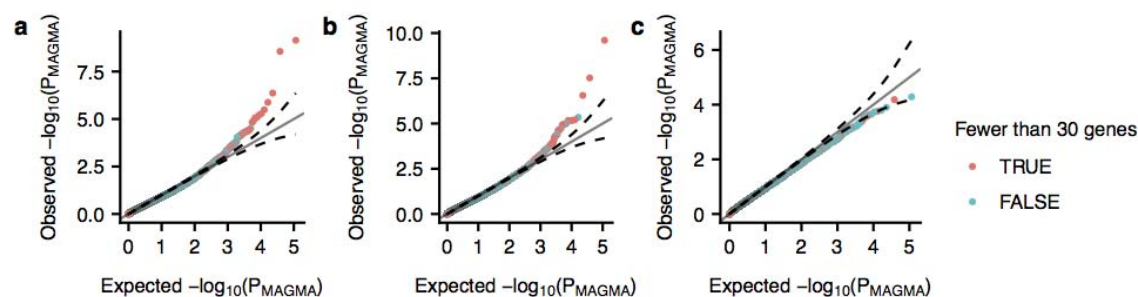 a
Observed −log10(PMAGMA)
7.5
5.0
2.5
0.0
0 1 2 3 4 5
Expected −log10(PMAGMA)
b
Observed −log10(PMAGMA)
10.0
7.5
5.0
2.5
0.0
0 1 2 3 4 5
Expected −log10(PMAGMA)
c
Observed −log10(PMAGMA)
6
4
2
0
0 1 2 3 4 5
Expected −log10(PMAGMA)
Fewer than 30 genes
TRUE
FALSE